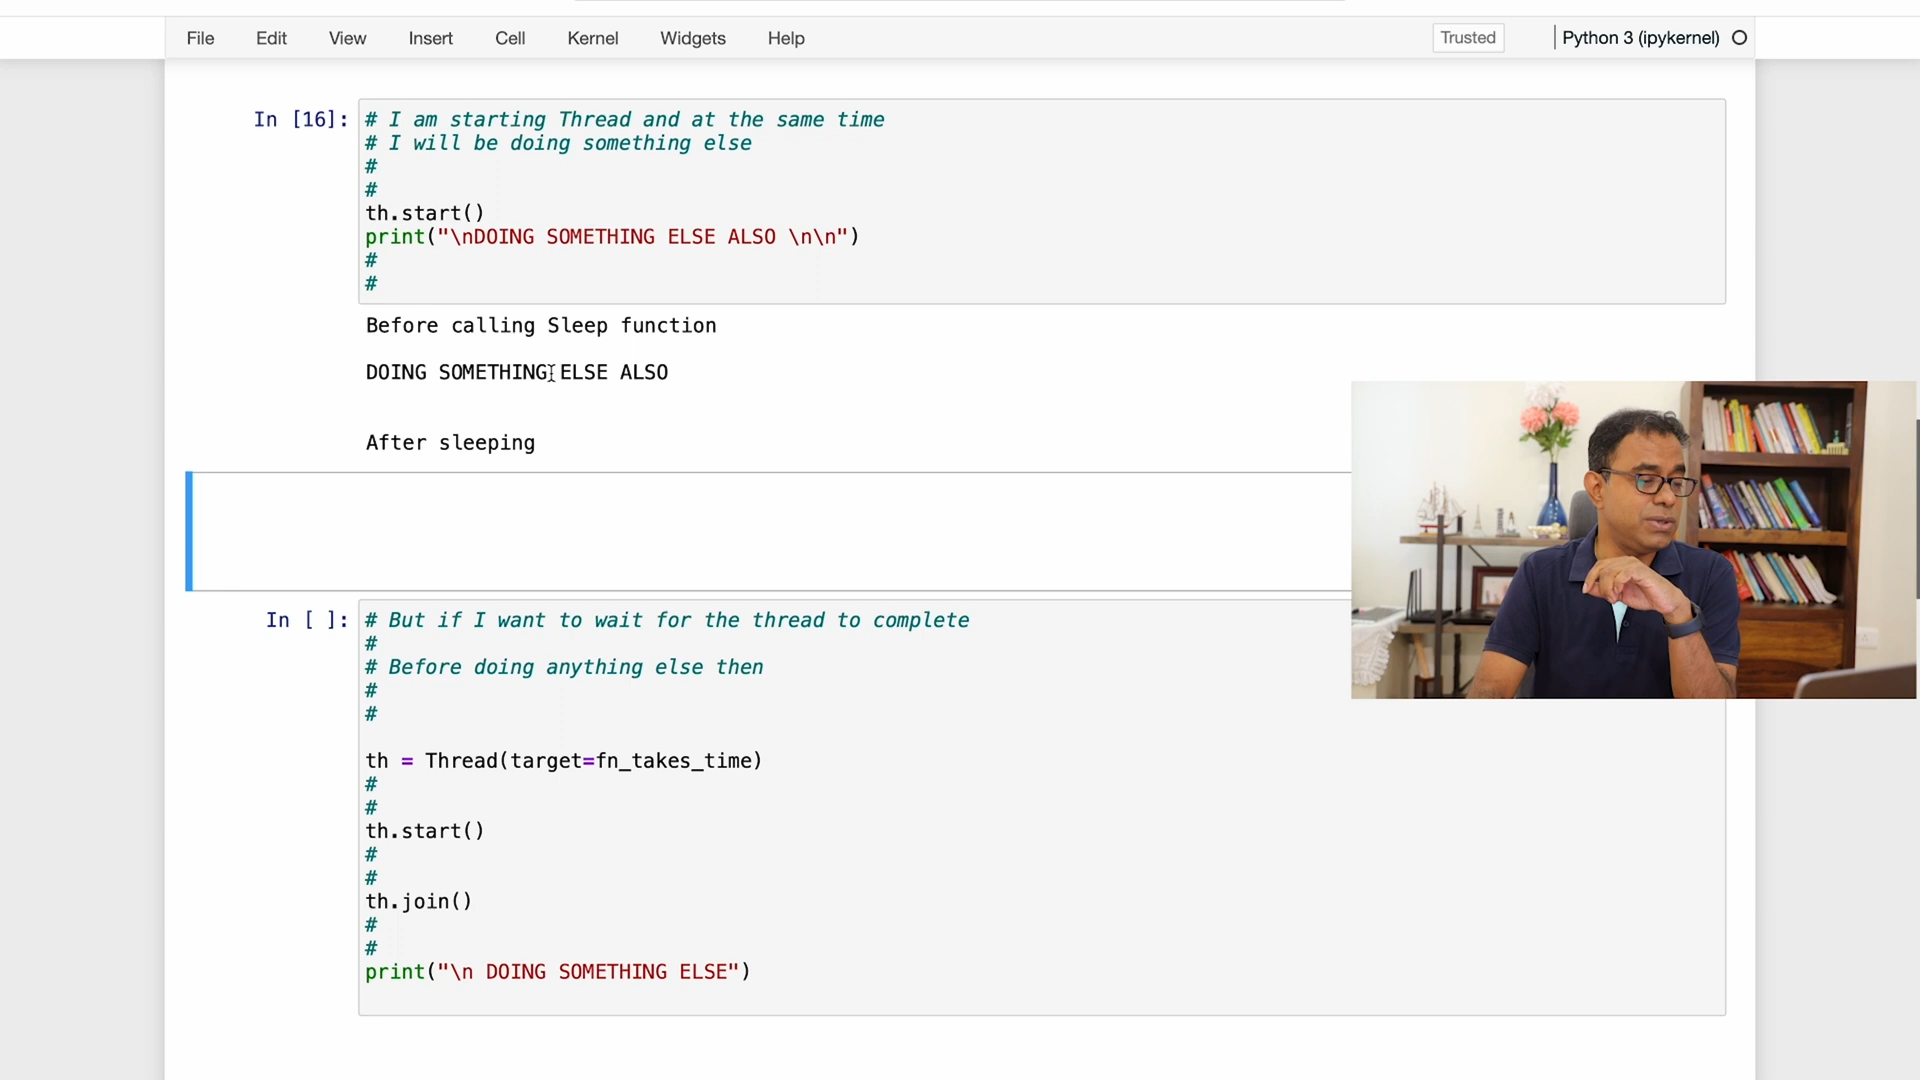 File Edit View Insert Cell Kernel Widgets Help Trusted Python 3 (ipykernel)
In [16]: # I am starting Thread and at the same time
# I will be doing something else
#
#
th.start()
print("\nDOING SOMETHING ELSE ALSO \n\n")
#
#
Before calling Sleep function
DOING SOMETHING ELSE ALSO
After sleeping
In [ ]: # But if I want to wait for the thread to complete
#
# Before doing anything else then
#
#
th = Thread(target=fn_takes_time)
#
#
th.start()
#
#
th.join()
#
#
print("\n DOING SOMETHING ELSE")